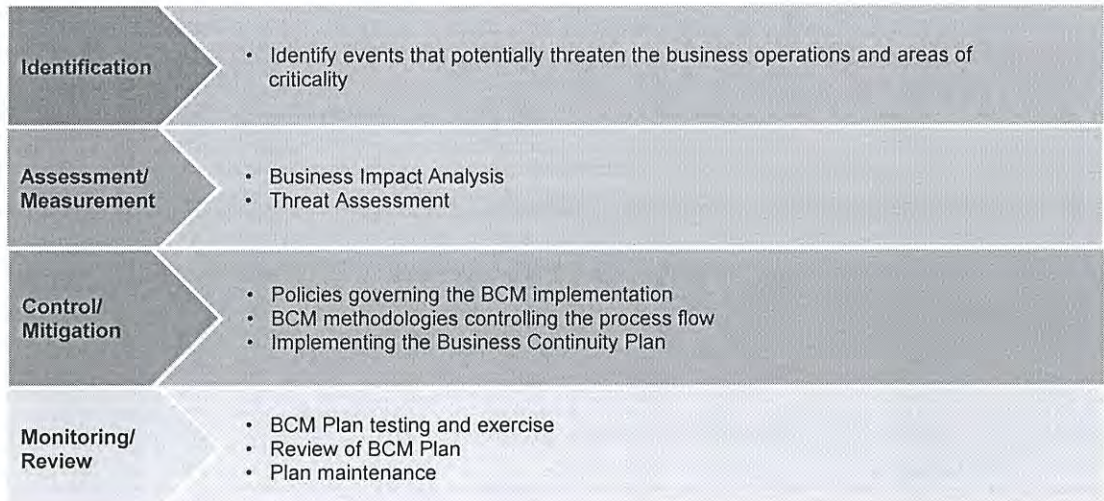 Identification
• Identify events that potentially threaten the business operations and areas of
criticality
Assessment/
Measurement
• Business Impact Analysis
• Threat Assessment
Control/
Mitigation
• Policies governing the BCM implementation
• BCM methodologies controlling the process flow
• Implementing the Business Continuity Plan
Monitoring/
Review
• BCM Plan testing and exercise
• Review of BCM Plan
• Plan maintenance